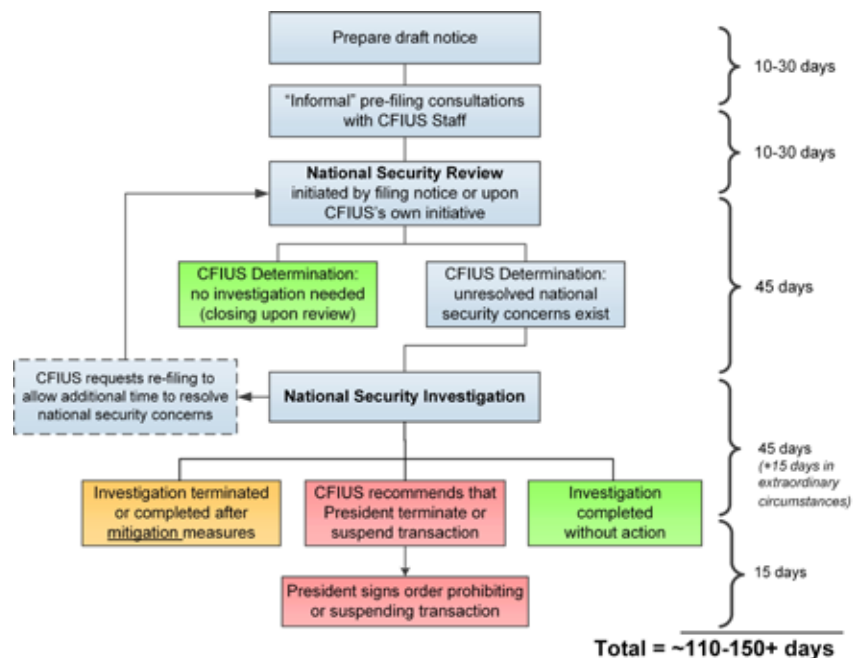 Prepare draft notice
10-30 days
"Informal" pre-filing consultations
with CFIUS Staff
10-30 days
National Security Review
initiated by filing notice or upon
CFIUS's own initiative
CFIUS Determination:
no investigation needed
(closing upon review)
CFIUS Determination:
unresolved national
security concerns exist
45 days
CFIUS requests re-filing to
allow additional time to resolve
national security concerns
National Security Investigation
45 days
(+15 days in
extraordinary
circumstances)
Investigation terminated
or completed after
mitigation measures
CFIUS recommends that
President terminate or
suspend transaction
Investigation
completed
without action
President signs order prohibiting
or suspending transaction
15 days
Total = ~110-150+ days